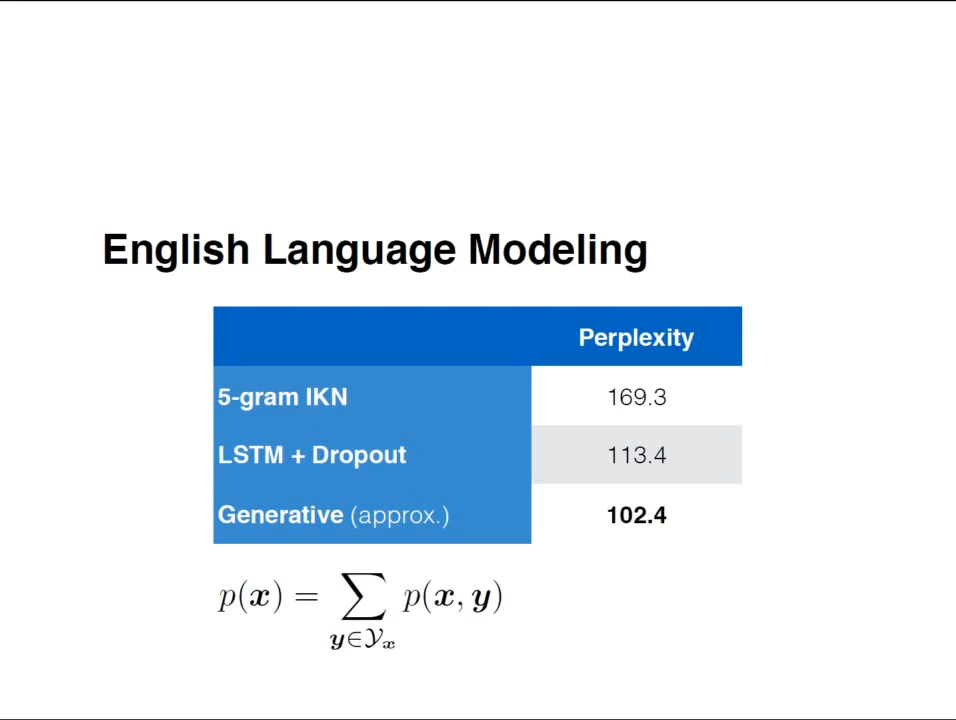 English Language Modeling
Perplexity
5-gram IKN 169.3
LSTM + Dropout 113.4
Generative (approx.) 102.4
p(x) = ∑ p(x, y)
y∈𝒴ₓ